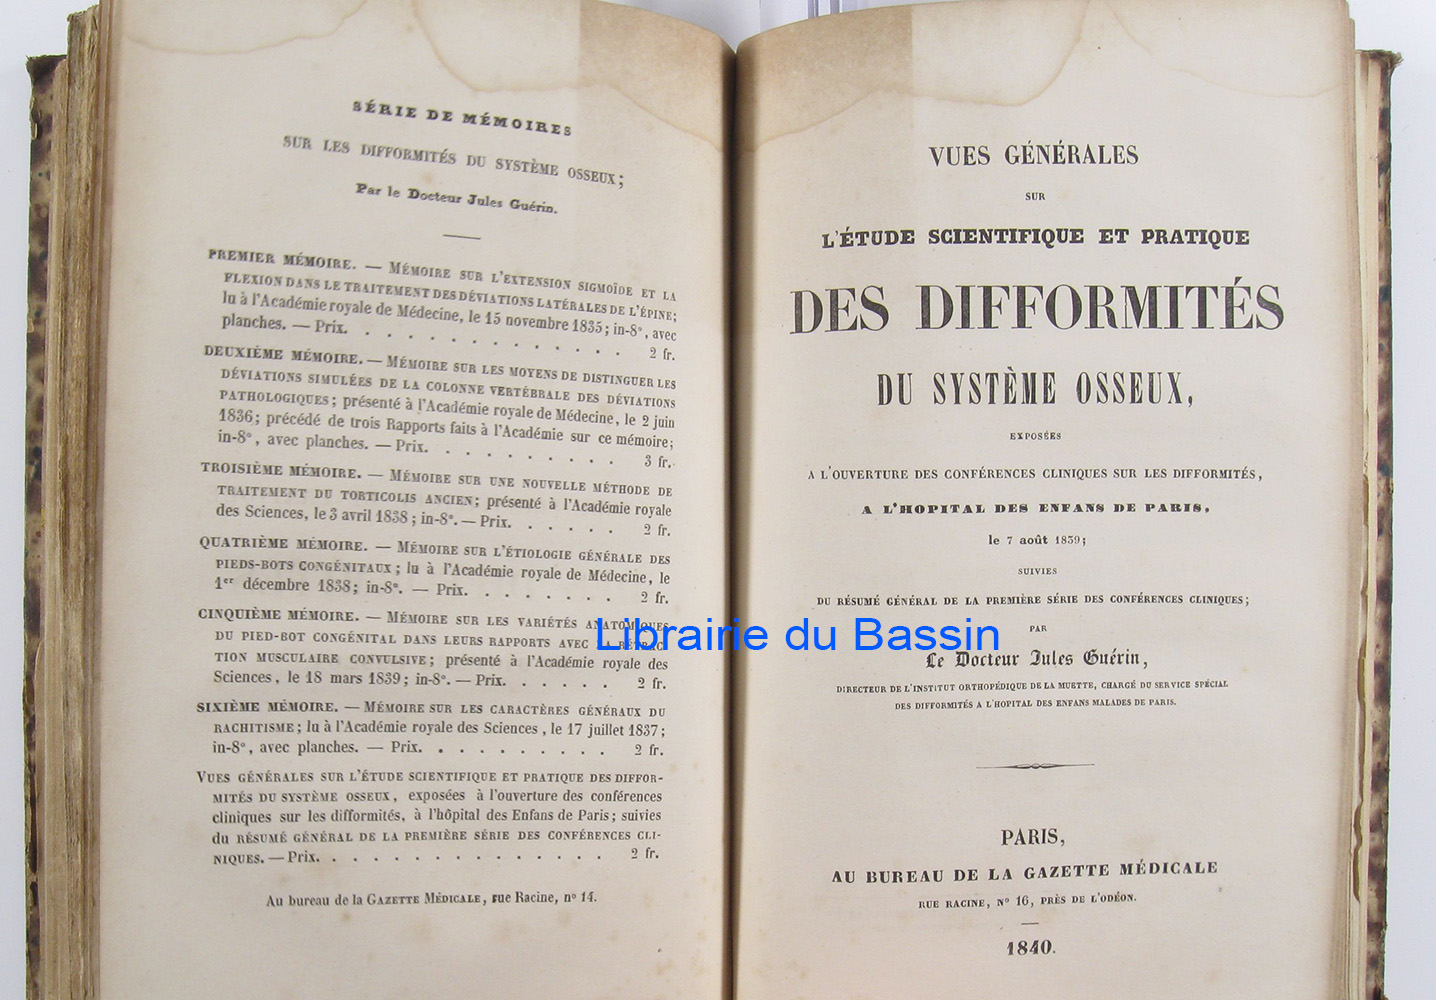 SÉRIE DE MÉMOIRES
SUR LES DIFFORMITÉS DU SYSTÈME OSSEUX;
Par le Docteur Jules Guérin.
PREMIER MÉMOIRE. — MÉMOIRE SUR L'EXTENSION SIGMOÏDE ET LA
FLEXION DANS LE TRAITEMENT DES DÉVIATIONS LATÉRALES DE L'ÉPINE;
lu à l'Académie royale de Médecine, le 15 novembre 1835; in-8°, avec
planches. — Prix. . . . . . . . . . . . . . 2 fr.
DEUXIÈME MÉMOIRE. — MÉMOIRE SUR LES MOYENS DE DISTINGUER LES
DÉVIATIONS SIMULÉES DE LA COLONNE VERTÉBRALE DES DÉVIATIONS
PATHOLOGIQUES; présenté à l'Académie royale de Médecine, le 2 juin
1836; précédé de trois Rapports faits à l'Académie sur ce mémoire;
in-8°, avec planches. — Prix. . . . . . . . . . 3 fr.
TROISIÈME MÉMOIRE. — MÉMOIRE SUR UNE NOUVELLE MÉTHODE DE
TRAITEMENT DU TORTICOLIS ANCIEN; présenté à l'Académie royale
des Sciences, le 3 avril 1838; in-8°. — Prix. . . . . . 2 fr.
QUATRIÈME MÉMOIRE. — MÉMOIRE SUR L'ÉTIOLOGIE GÉNÉRALE DES
PIEDS-BOTS CONGÉNITAUX; lu à l'Académie royale de Médecine, le
1er décembre 1838; in-8°. — Prix. . . . . . . . 2 fr.
CINQUIÈME MÉMOIRE. — MÉMOIRE SUR LES VARIÉTÉS ANATOMIQUES
DU PIED-BOT CONGÉNITAL DANS LEURS RAPPORTS AVEC LA RÉTRAC
TION MUSCULAIRE CONVULSIVE; présenté à l'Académie royale des
Sciences, le 18 mars 1839; in-8°. — Prix. . . . . . 2 fr.
SIXIÈME MÉMOIRE. — MÉMOIRE SUR LES CARACTÈRES GÉNÉRAUX DU
RACHITISME; lu à l'Académie royale des Sciences, le 17 juillet 1837;
in-8°, avec planches. — Prix. . . . . . . . . . 2 fr.
VUES GÉNÉRALES SUR L'ÉTUDE SCIENTIFIQUE ET PRATIQUE DES DIFFOR-
MITÉS DU SYSTÈME OSSEUX, exposées à l'ouverture des conférences
cliniques sur les difformités, à l'hôpital des Enfans de Paris; suivies
du RÉSUMÉ GÉNÉRAL DE LA PREMIÈRE SÉRIE DES CONFÉRENCES CLI-
NIQUES. — Prix. . . . . . . . . . . . . . . 2 fr.
Au bureau de la GAZETTE MÉDICALE, rue Racine, n° 14.
VUES GÉNÉRALES
SUR
L'ÉTUDE SCIENTIFIQUE ET PRATIQUE
DES DIFFORMITÉS
DU SYSTÈME OSSEUX,
EXPOSÉES
A L'OUVERTURE DES CONFÉRENCES CLINIQUES SUR LES DIFFORMITÉS,
A L'HOPITAL DES ENFANS DE PARIS,
le 7 août 1839;
SUIVIES
DU RÉSUMÉ GÉNÉRAL DE LA PREMIÈRE SÉRIE DES CONFÉRENCES CLINIQUES;
PAR
Le Docteur Jules Guérin,
DIRECTEUR DE L'INSTITUT ORTHOPÉDIQUE DE LA MUETTE, CHARGÉ DU SERVICE SPÉCIAL
DES DIFFORMITÉS A L'HOPITAL DES ENFANS MALADES DE PARIS.
PARIS,
AU BUREAU DE LA GAZETTE MÉDICALE
RUE RACINE, N° 16, PRÈS DE L'ODÉON.
1840.
Librairie du Bassin